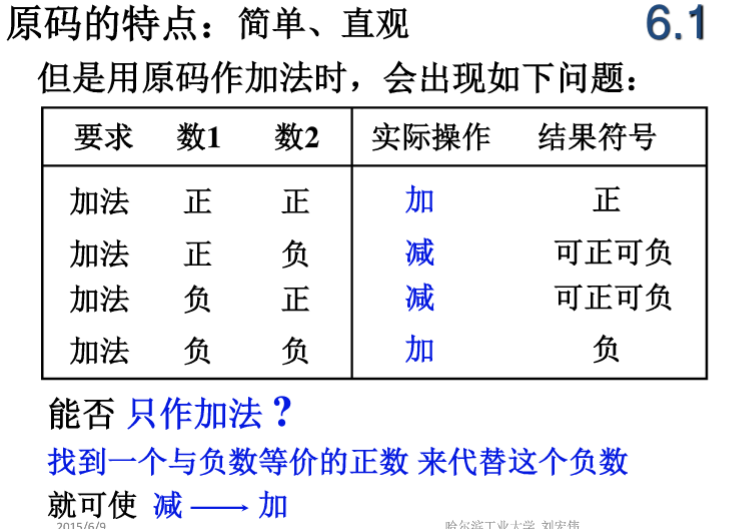 原码的特点：简单、直观 6.1
但是用原码作加法时，会出现如下问题：
要求 数1 数2 实际操作 结果符号
加法 正 正 加 正
加法 正 负 减 可正可负
加法 负 正 减 可正可负
加法 负 负 加 负
能否 只作加法？
找到一个与负数等价的正数 来代替这个负数
就可使 减 → 加
2015/6/9 哈尔滨工业大学 刘宏伟